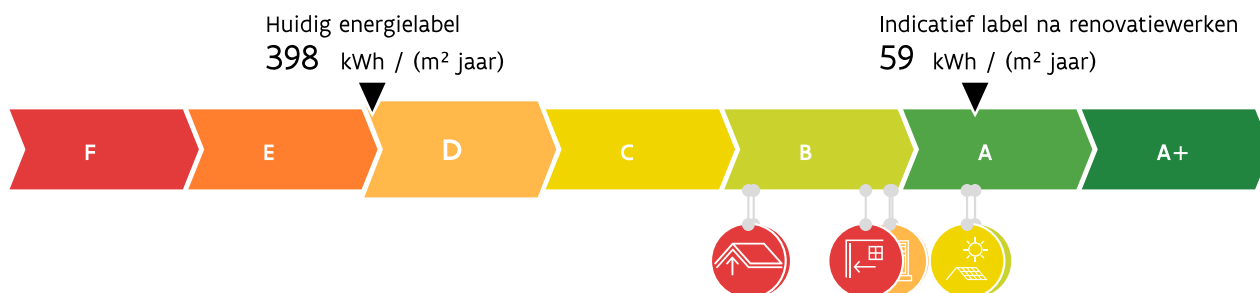 Huidig energielabel
398 kWh / (m² jaar)
Indicatief label na renovatiewerken
59 kWh / (m² jaar)
F E D C B A A+